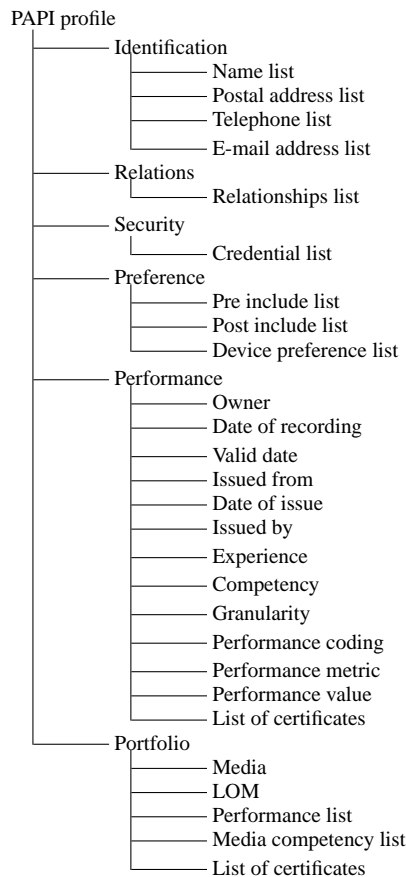 PAPI profile
Identification
Name list
Postal address list
Telephone list
E-mail address list
Relations
Relationships list
Security
Credential list
Preference
Pre include list
Post include list
Device preference list
Performance
Owner
Date of recording
Valid date
Issued from
Date of issue
Issued by
Experience
Competency
Granularity
Performance coding
Performance metric
Performance value
List of certificates
Portfolio
Media
LOM
Performance list
Media competency list
List of certificates